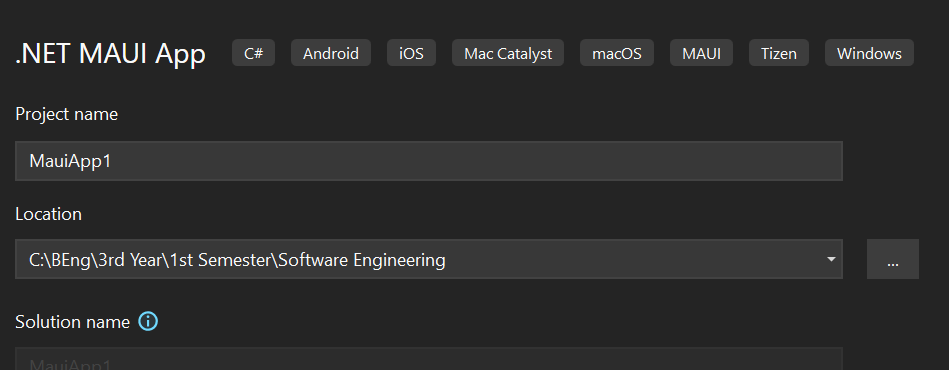 .NET MAUI App C# Android iOS Mac Catalyst macOS MAUI Tizen Windows
Project name
MauiApp1
Location
C:\BEng\3rd Year\1st Semester\Software Engineering
...
Solution name
MauiApp1